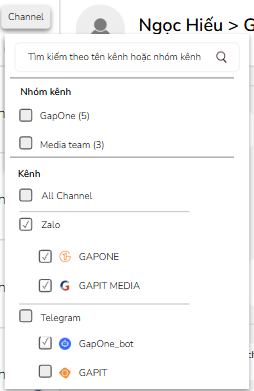 Channel
Ngọc Hiếu > G
Tìm kiếm theo tên kênh hoặc nhóm kênh
Nhóm kênh
GapOne (5)
Media team (3)
Kênh
All Channel
Zalo
GAPONE
GAPIT MEDIA
Telegram
GapOne_bot
GAPIT